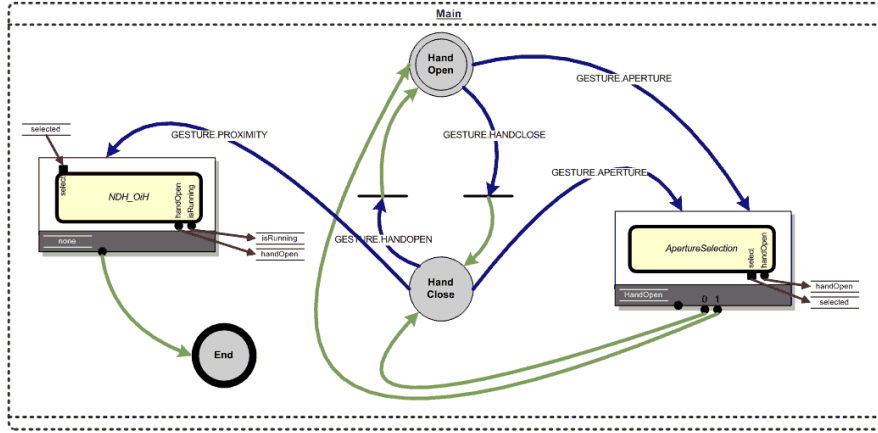 Main
Hand
Open
GESTURE.APERTURE
selected
GESTURE.PROXIMITY
GESTURE.HANDCLOSE
GESTURE.APERTURE
select
NDH_OiH
handOpen
isRunning
none
isRunning
handOpen
GESTURE.HANDOPEN
ApertureSelection
select
handOpen
Hand
Close
HandOpen
0 1
handOpen
selected
End